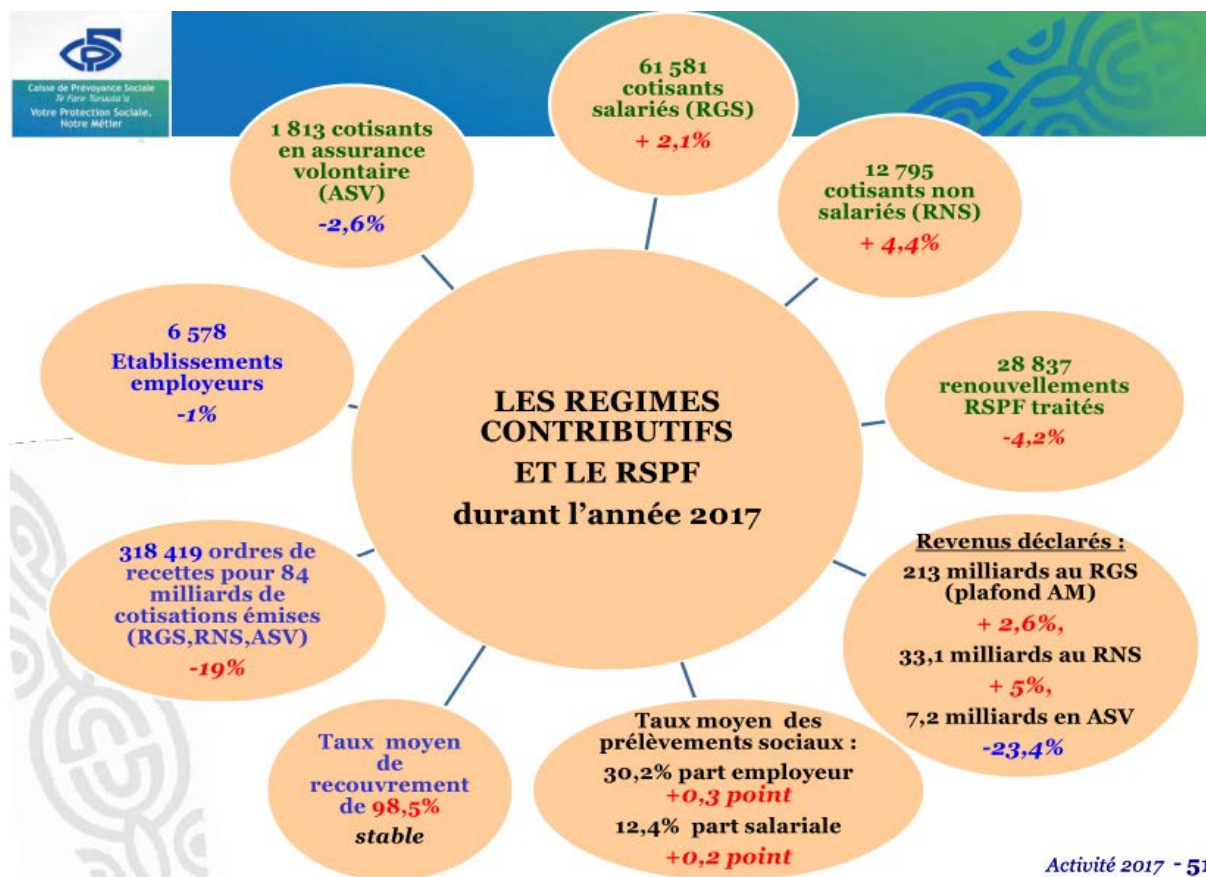 Caisse de Prévoyance Sociale
Te Fare Turuuta'a
Votre Protection Sociale,
Notre Métier
61 581
cotisants
salariés (RGS)
+ 2,1%
1 813 cotisants
en assurance
volontaire
(ASV)
-2,6%
12 795
cotisants non
salariés (RNS)
+ 4,4%
6 578
Etablissements
employeurs
-1%
28 837
renouvellements
RSPF traités
-4,2%
LES REGIMES
CONTRIBUTIFS
ET LE RSPF
durant l'année 2017
318 419 ordres de
recettes pour 84
milliards de
cotisations émises
(RGS,RNS,ASV)
-19%
Revenus déclarés :
213 milliards au RGS
(plafond AM)
+ 2,6%,
33,1 milliards au RNS
+ 5%,
7,2 milliards en ASV
-23,4%
Taux moyen
de
recouvrement
de 98,5%
stable
Taux moyen des
prélèvements sociaux :
30,2% part employeur
+0,3 point
12,4% part salariale
+0,2 point
Activité 2017 - 51